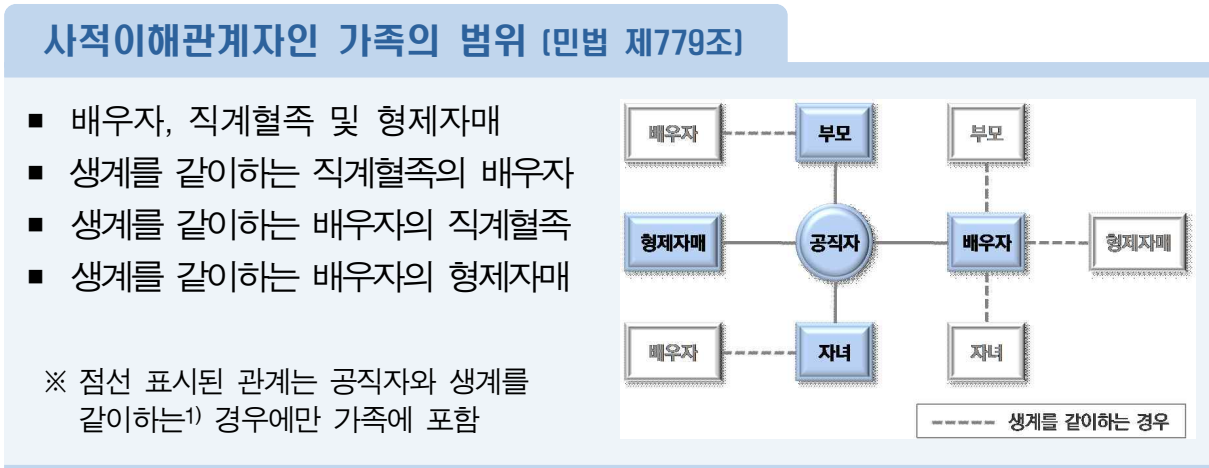 사적이해관계자인 가족의 범위 (민법 제779조)
▪ 배우자, 직계혈족 및 형제자매
▪ 생계를 같이하는 직계혈족의 배우자
▪ 생계를 같이하는 배우자의 직계혈족
▪ 생계를 같이하는 배우자의 형제자매
※ 점선 표시된 관계는 공직자와 생계를
같이하는1) 경우에만 가족에 포함
배우자 부모 부모
형제자매 공직자 배우자 형제자매
배우자 자녀 자녀
생계를 같이하는 경우